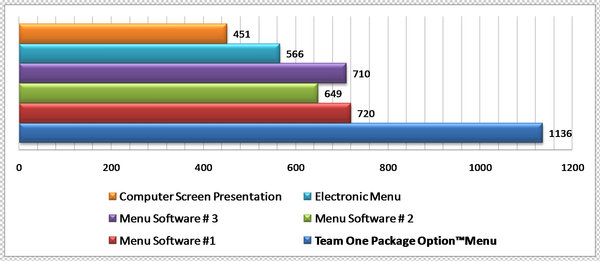 451
566
710
649
720
1136
0 200 400 600 800 1000 1200
Computer Screen Presentation Electronic Menu
Menu Software # 3 Menu Software # 2
Menu Software #1 Team One Package Option™Menu